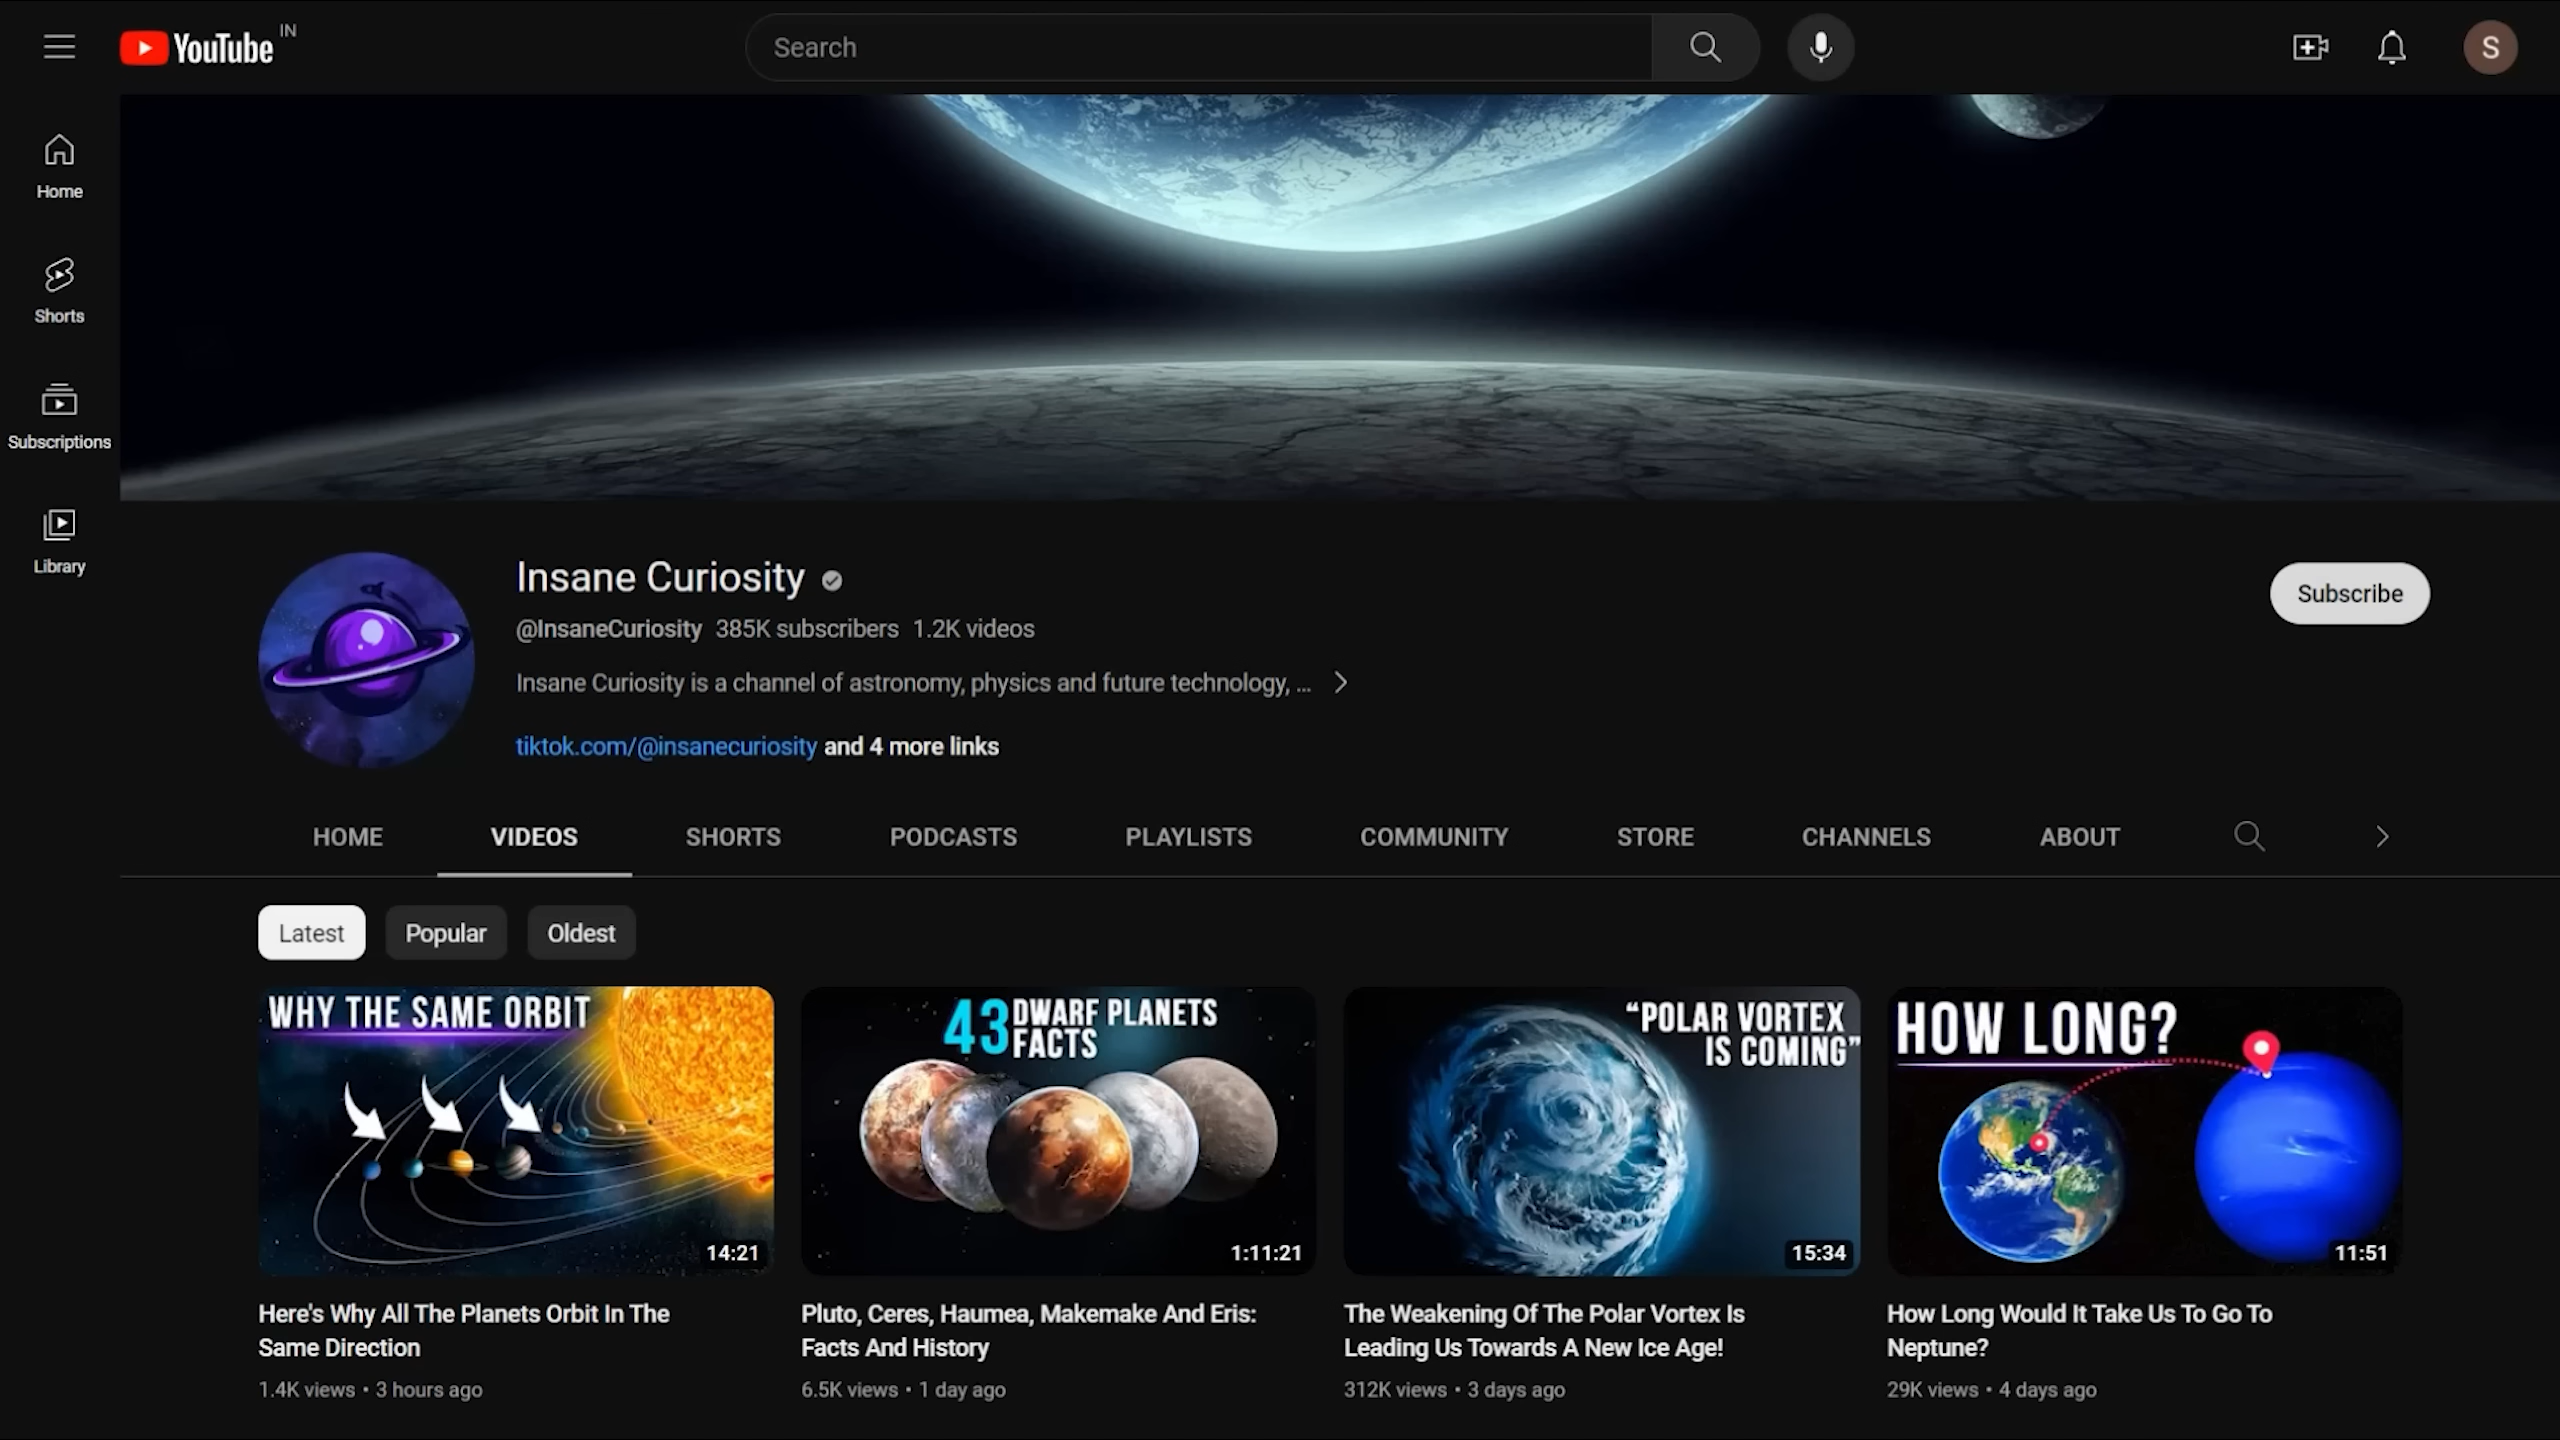 YouTube IN
Search
S
Home
Shorts
Subscriptions
Library
Insane Curiosity
@InsaneCuriosity 385K subscribers 1.2K videos
Insane Curiosity is a channel of astronomy, physics and future technology, ...
tiktok.com/@insanecuriosity and 4 more links
Subscribe
HOME VIDEOS SHORTS PODCASTS PLAYLISTS COMMUNITY STORE CHANNELS ABOUT
Latest Popular Oldest
WHY THE SAME ORBIT
14:21
Here's Why All The Planets Orbit In The
Same Direction
1.4K views • 3 hours ago
43 DWARF PLANETS
FACTS
1:11:21
Pluto, Ceres, Haumea, Makemake And Eris:
Facts And History
6.5K views • 1 day ago
“POLAR VORTEX
IS COMING”
15:34
The Weakening Of The Polar Vortex Is
Leading Us Towards A New Ice Age!
312K views • 3 days ago
HOW LONG?
11:51
How Long Would It Take Us To Go To
Neptune?
29K views • 4 days ago